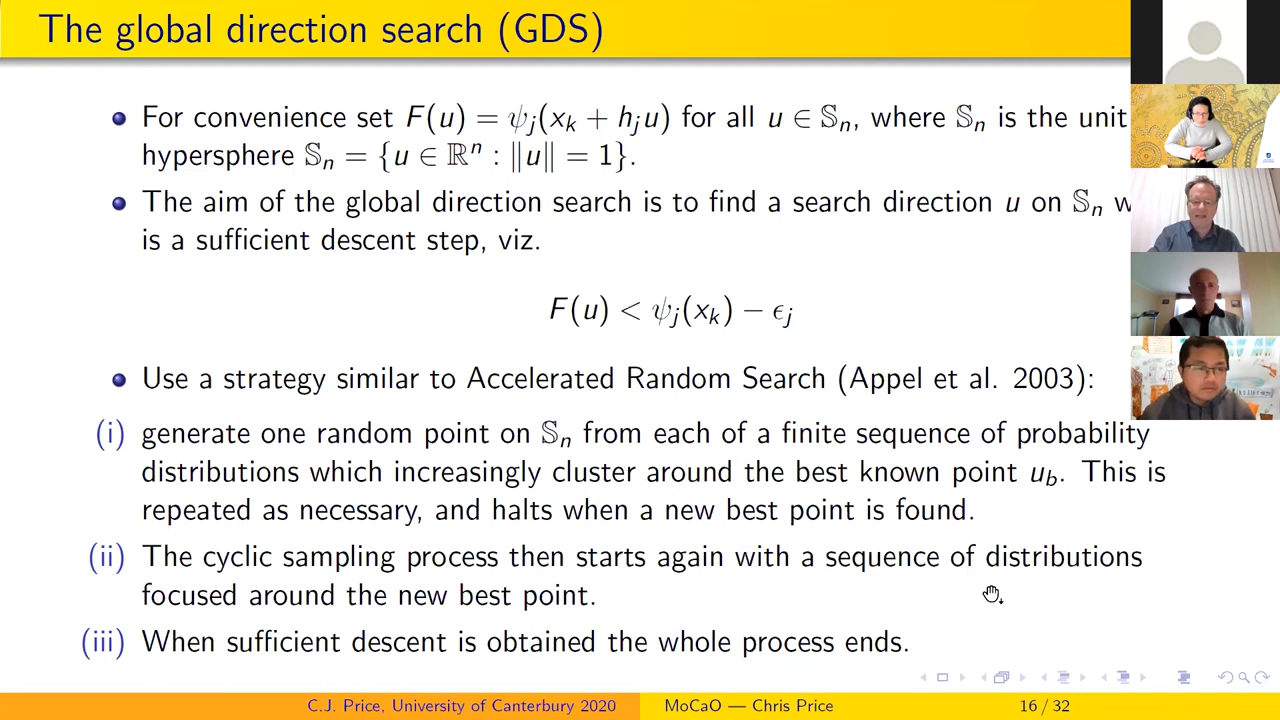 The global direction search (GDS)
For convenience set F(u) = ψ_j(x_k + h_j u) for all u ∈ 𝕊_n, where 𝕊_n is the unit
hypersphere 𝕊_n = {u ∈ ℝ^n : ‖u‖ = 1}.
The aim of the global direction search is to find a search direction u on 𝕊_n
is a sufficient descent step, viz.
F(u) < ψ_j(x_k) − ϵ_j
Use a strategy similar to Accelerated Random Search (Appel et al. 2003):
(i) generate one random point on 𝕊_n from each of a finite sequence of probability
distributions which increasingly cluster around the best known point u_b. This is
repeated as necessary, and halts when a new best point is found.
(ii) The cyclic sampling process then starts again with a sequence of distributions
focused around the new best point.
(iii) When sufficient descent is obtained the whole process ends.
C.J. Price, University of Canterbury 2020 MoCaO — Chris Price 16 / 32